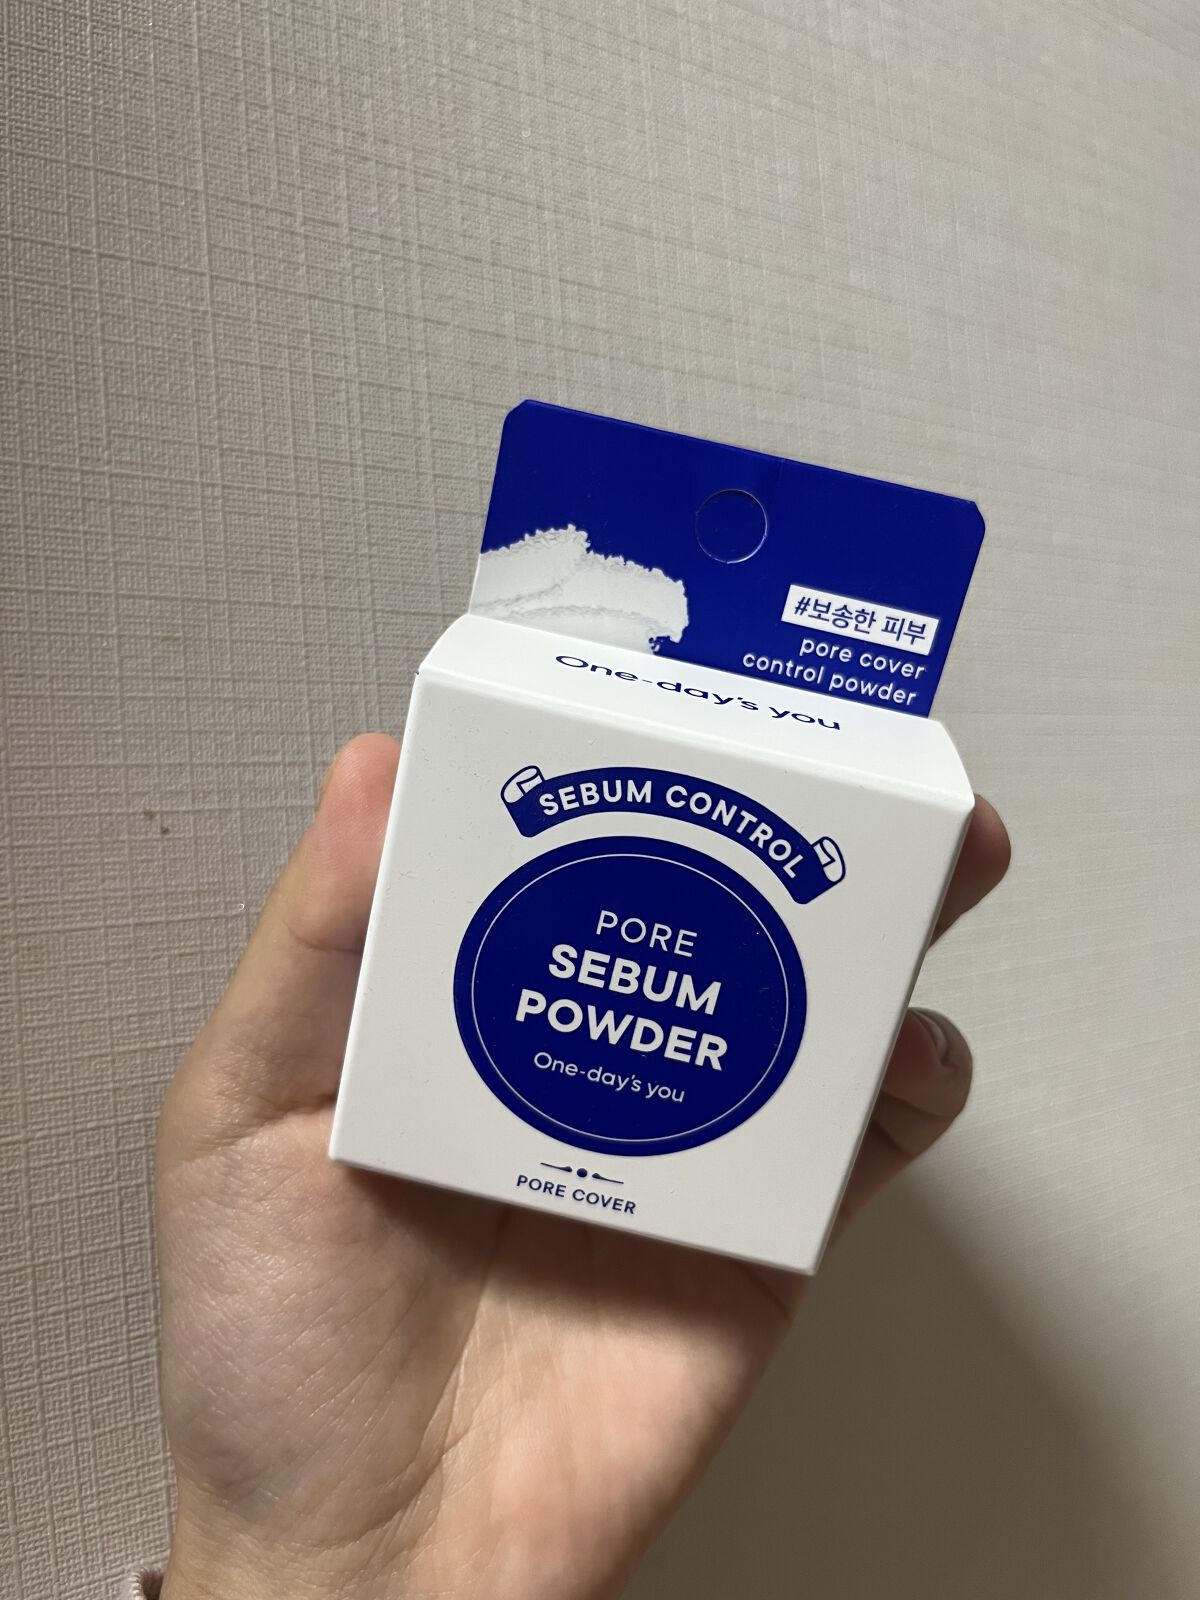 #보송한 피부
pore cover
control powder
One-day's you
SEBUM CONTROL
PORE
SEBUM
POWDER
One-day's you
PORE COVER